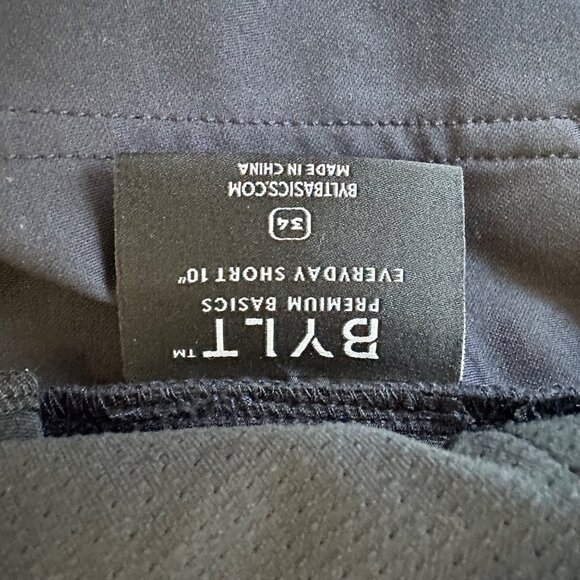 BYLT™
PREMIUM BASICS
EVERYDAY SHORT 10"
34
BYLTBASICS.COM
MADE IN CHINA